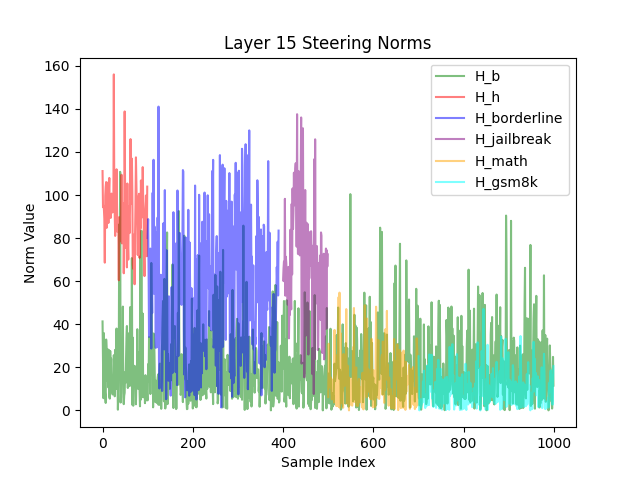 Layer 15 Steering Norms
Norm Value
160
140
120
100
80
60
40
20
0
0 200 400 600 800 1000
Sample Index
H_b
H_h
H_borderline
H_jailbreak
H_math
H_gsm8k